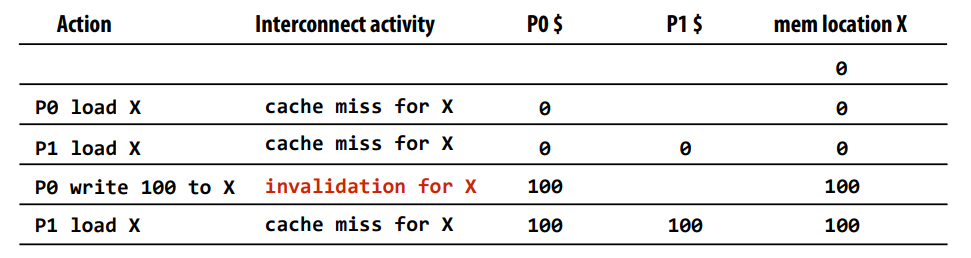 Action Interconnect activity P0 $ P1 $ mem location X
0
P0 load X cache miss for X 0 0
P1 load X cache miss for X 0 0 0
P0 write 100 to X invalidation for X 100 100
P1 load X cache miss for X 100 100 100